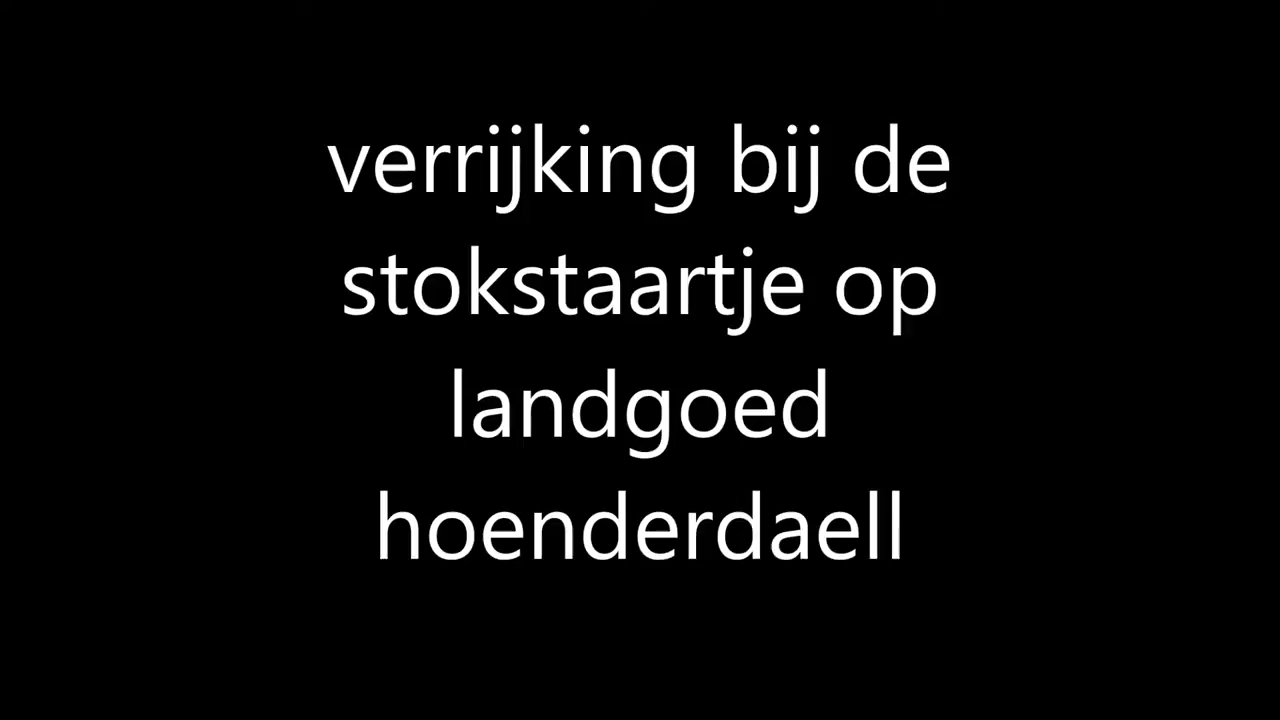 verrijking bij de
stokstaartje op
landgoed
hoenderdaell